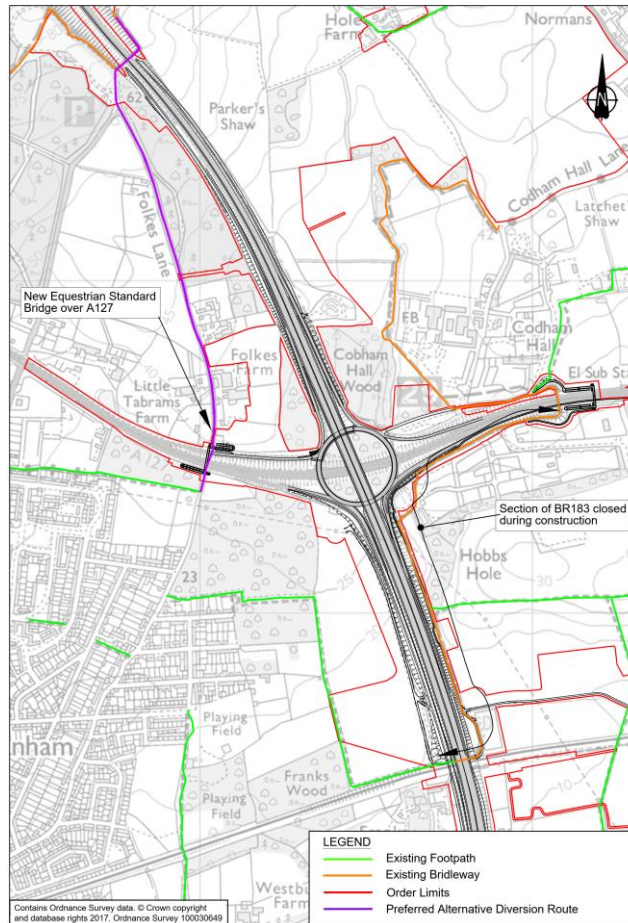 Hole
Farm
Normans
Parker's
Shaw
62
P
N
Codham Hall Lane
Latchet's
Shaw
42
Folkes Lane
New Equestrian Standard
Bridge over A127
FB
Codham
Hall
Folkes
Farm
Cobham
Hall
Wood
El Sub Sta
Little
Tabrams
Farm
Section of BR183 closed
during construction
23
Hobbs
Hole
25
30
Playing
Field
nham
Franks
Wood
Playing
Field
10
Westbu
Farm
LEGEND
Existing Footpath
Existing Bridleway
Order Limits
Preferred Alternative Diversion Route
Contains Ordnance Survey data. © Crown copyright
and database rights 2017. Ordnance Survey 100030649